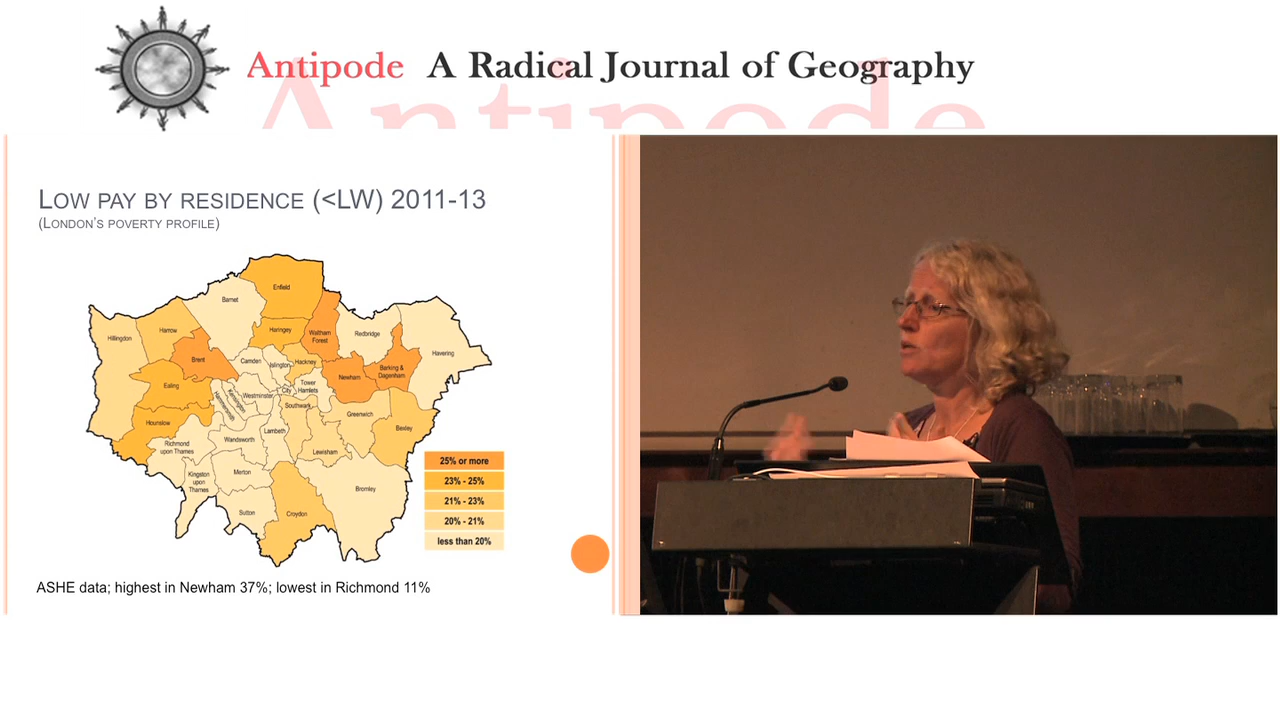 Antipode A Radical Journal of Geography
Antipode
LOW PAY BY RESIDENCE (<LW) 2011-13
(LONDON'S POVERTY PROFILE)
Enfield
Barnet
Harrow
Haringey
Waltham
Forest
Redbridge
Hillingdon
Havering
Brent
Camden
Islington
Hackney
Barking &
Dagenham
Newham
Ealing
Tower
Hamlets
City
Westminster
Kensington
Hammersmith
Southwark
Greenwich
Hounslow
Bexley
Lambeth
Richmond
upon Thames
Wandsworth
Lewisham
Merton
Kingston
upon
Thames
Bromley
Sutton
Croydon
25% or more
23% - 25%
21% - 23%
20% - 21%
less than 20%
ASHE data; highest in Newham 37%; lowest in Richmond 11%